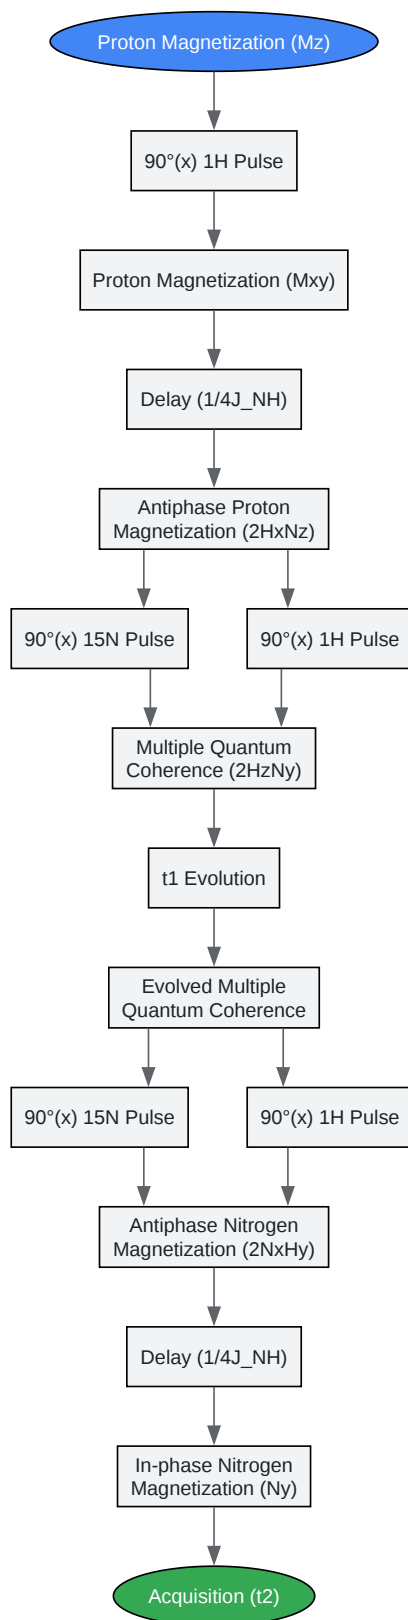 Proton Magnetization (Mz)
90°(x) 1H Pulse
Proton Magnetization (Mxy)
Delay (1/4J_NH)
Antiphase Proton
Magnetization (2HxNz)
90°(x) 15N Pulse
90°(x) 1H Pulse
Multiple Quantum
Coherence (2HzNy)
t1 Evolution
Evolved Multiple
Quantum Coherence
90°(x) 15N Pulse
90°(x) 1H Pulse
Antiphase Nitrogen
Magnetization (2NxHy)
Delay (1/4J_NH)
In-phase Nitrogen
Magnetization (Ny)
Acquisition (t2)